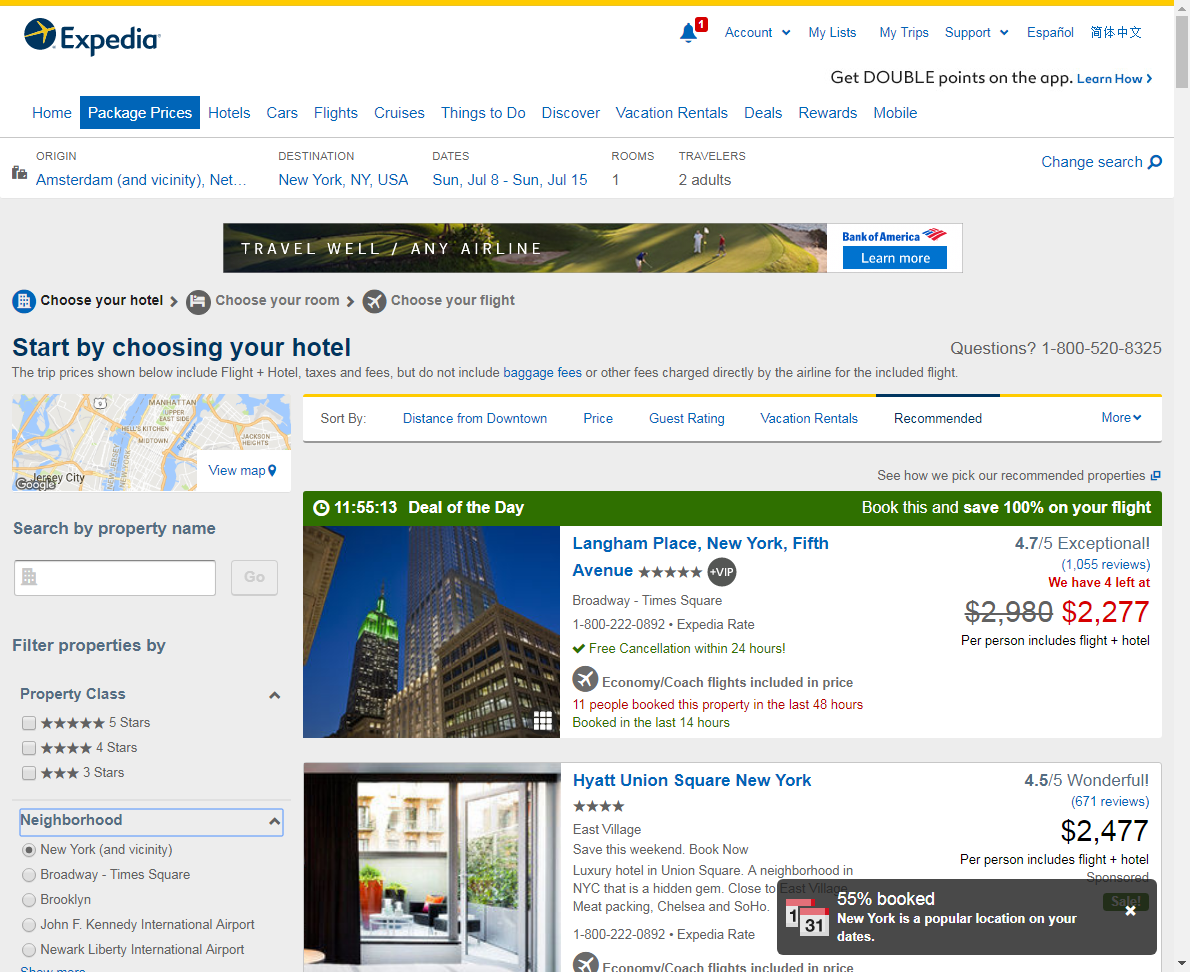 Expedia
1
Account
My Lists
My Trips
Support
Español
简体中文
Get DOUBLE points on the app. Learn How
Home
Package Prices
Hotels
Cars
Flights
Cruises
Things to Do
Discover
Vacation Rentals
Deals
Rewards
Mobile
ORIGIN
Amsterdam (and vicinity), Net...
DESTINATION
New York, NY, USA
DATES
Sun, Jul 8 - Sun, Jul 15
ROOMS
1
TRAVELERS
2 adults
Change search
TRAVEL WELL / ANY AIRLINE
Bank of America
Learn more
Choose your hotel
Choose your room
Choose your flight
Start by choosing your hotel
Questions? 1-800-520-8325
The trip prices shown below include Flight + Hotel, taxes and fees, but do not include baggage fees or other fees charged directly by the airline for the included flight.
9
MANHATTAN
UPPER
EAST SIDE
HELL'S KITCHEN
MIDTOWN
JACKSON
HEIGHTS
NEW JERSEY
NEW YORK
East River
Jersey City
Google
View map
Search by property name
Go
Filter properties by
Property Class
5 Stars
4 Stars
3 Stars
Neighborhood
New York (and vicinity)
Broadway - Times Square
Brooklyn
John F. Kennedy International Airport
Newark Liberty International Airport
Show more
Sort By:
Distance from Downtown
Price
Guest Rating
Vacation Rentals
Recommended
More
See how we pick our recommended properties
11:55:13 Deal of the Day
Book this and save 100% on your flight
Langham Place, New York, Fifth
Avenue ★★★★★ +VIP
Broadway - Times Square
1-800-222-0892 • Expedia Rate
Free Cancellation within 24 hours!
Economy/Coach flights included in price
11 people booked this property in the last 48 hours
Booked in the last 14 hours
4.7/5 Exceptional!
(1,055 reviews)
We have 4 left at
$2,980 $2,277
Per person includes flight + hotel
Hyatt Union Square New York
★★★★
East Village
Save this weekend. Book Now
Luxury hotel in Union Square. A neighborhood in
NYC that is a hidden gem. Close to East Village,
Meat packing, Chelsea and SoHo.
1-800-222-0892 • Expedia Rate
Economy/Coach flights included in price
4.5/5 Wonderful!
(671 reviews)
$2,477
Per person includes flight + hotel
Sponsored
Sale!
1
31
55% booked
New York is a popular location on your
dates.